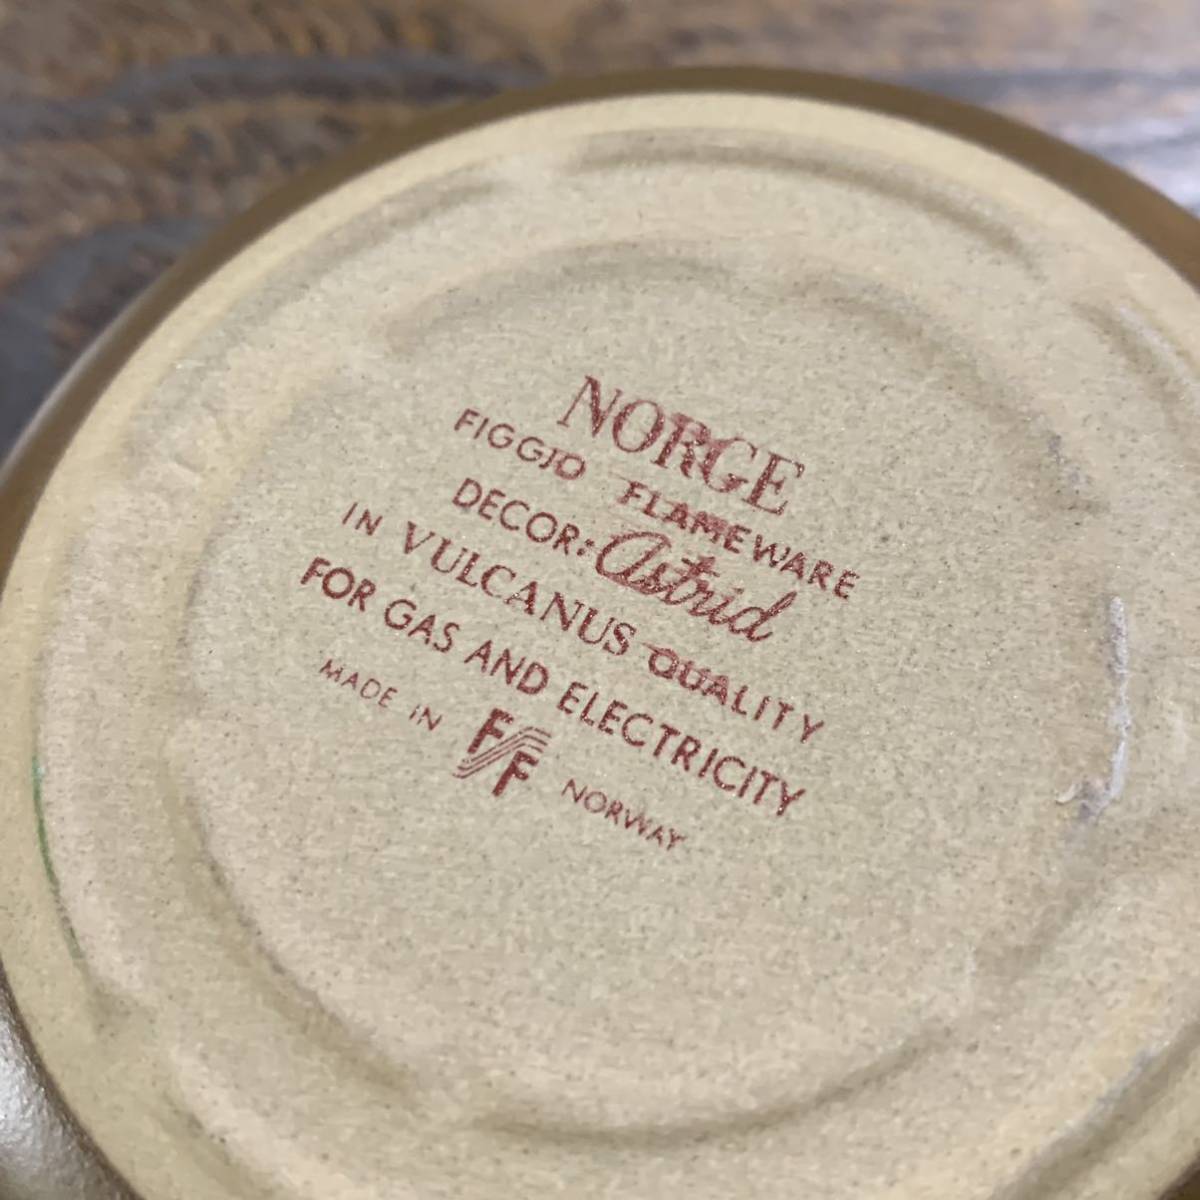 NORGE
FIGGJO FLAMEWARE
DECOR: Astrid
IN VULCANUS QUALITY
FOR GAS AND ELECTRICITY
MADE IN FF NORWAY